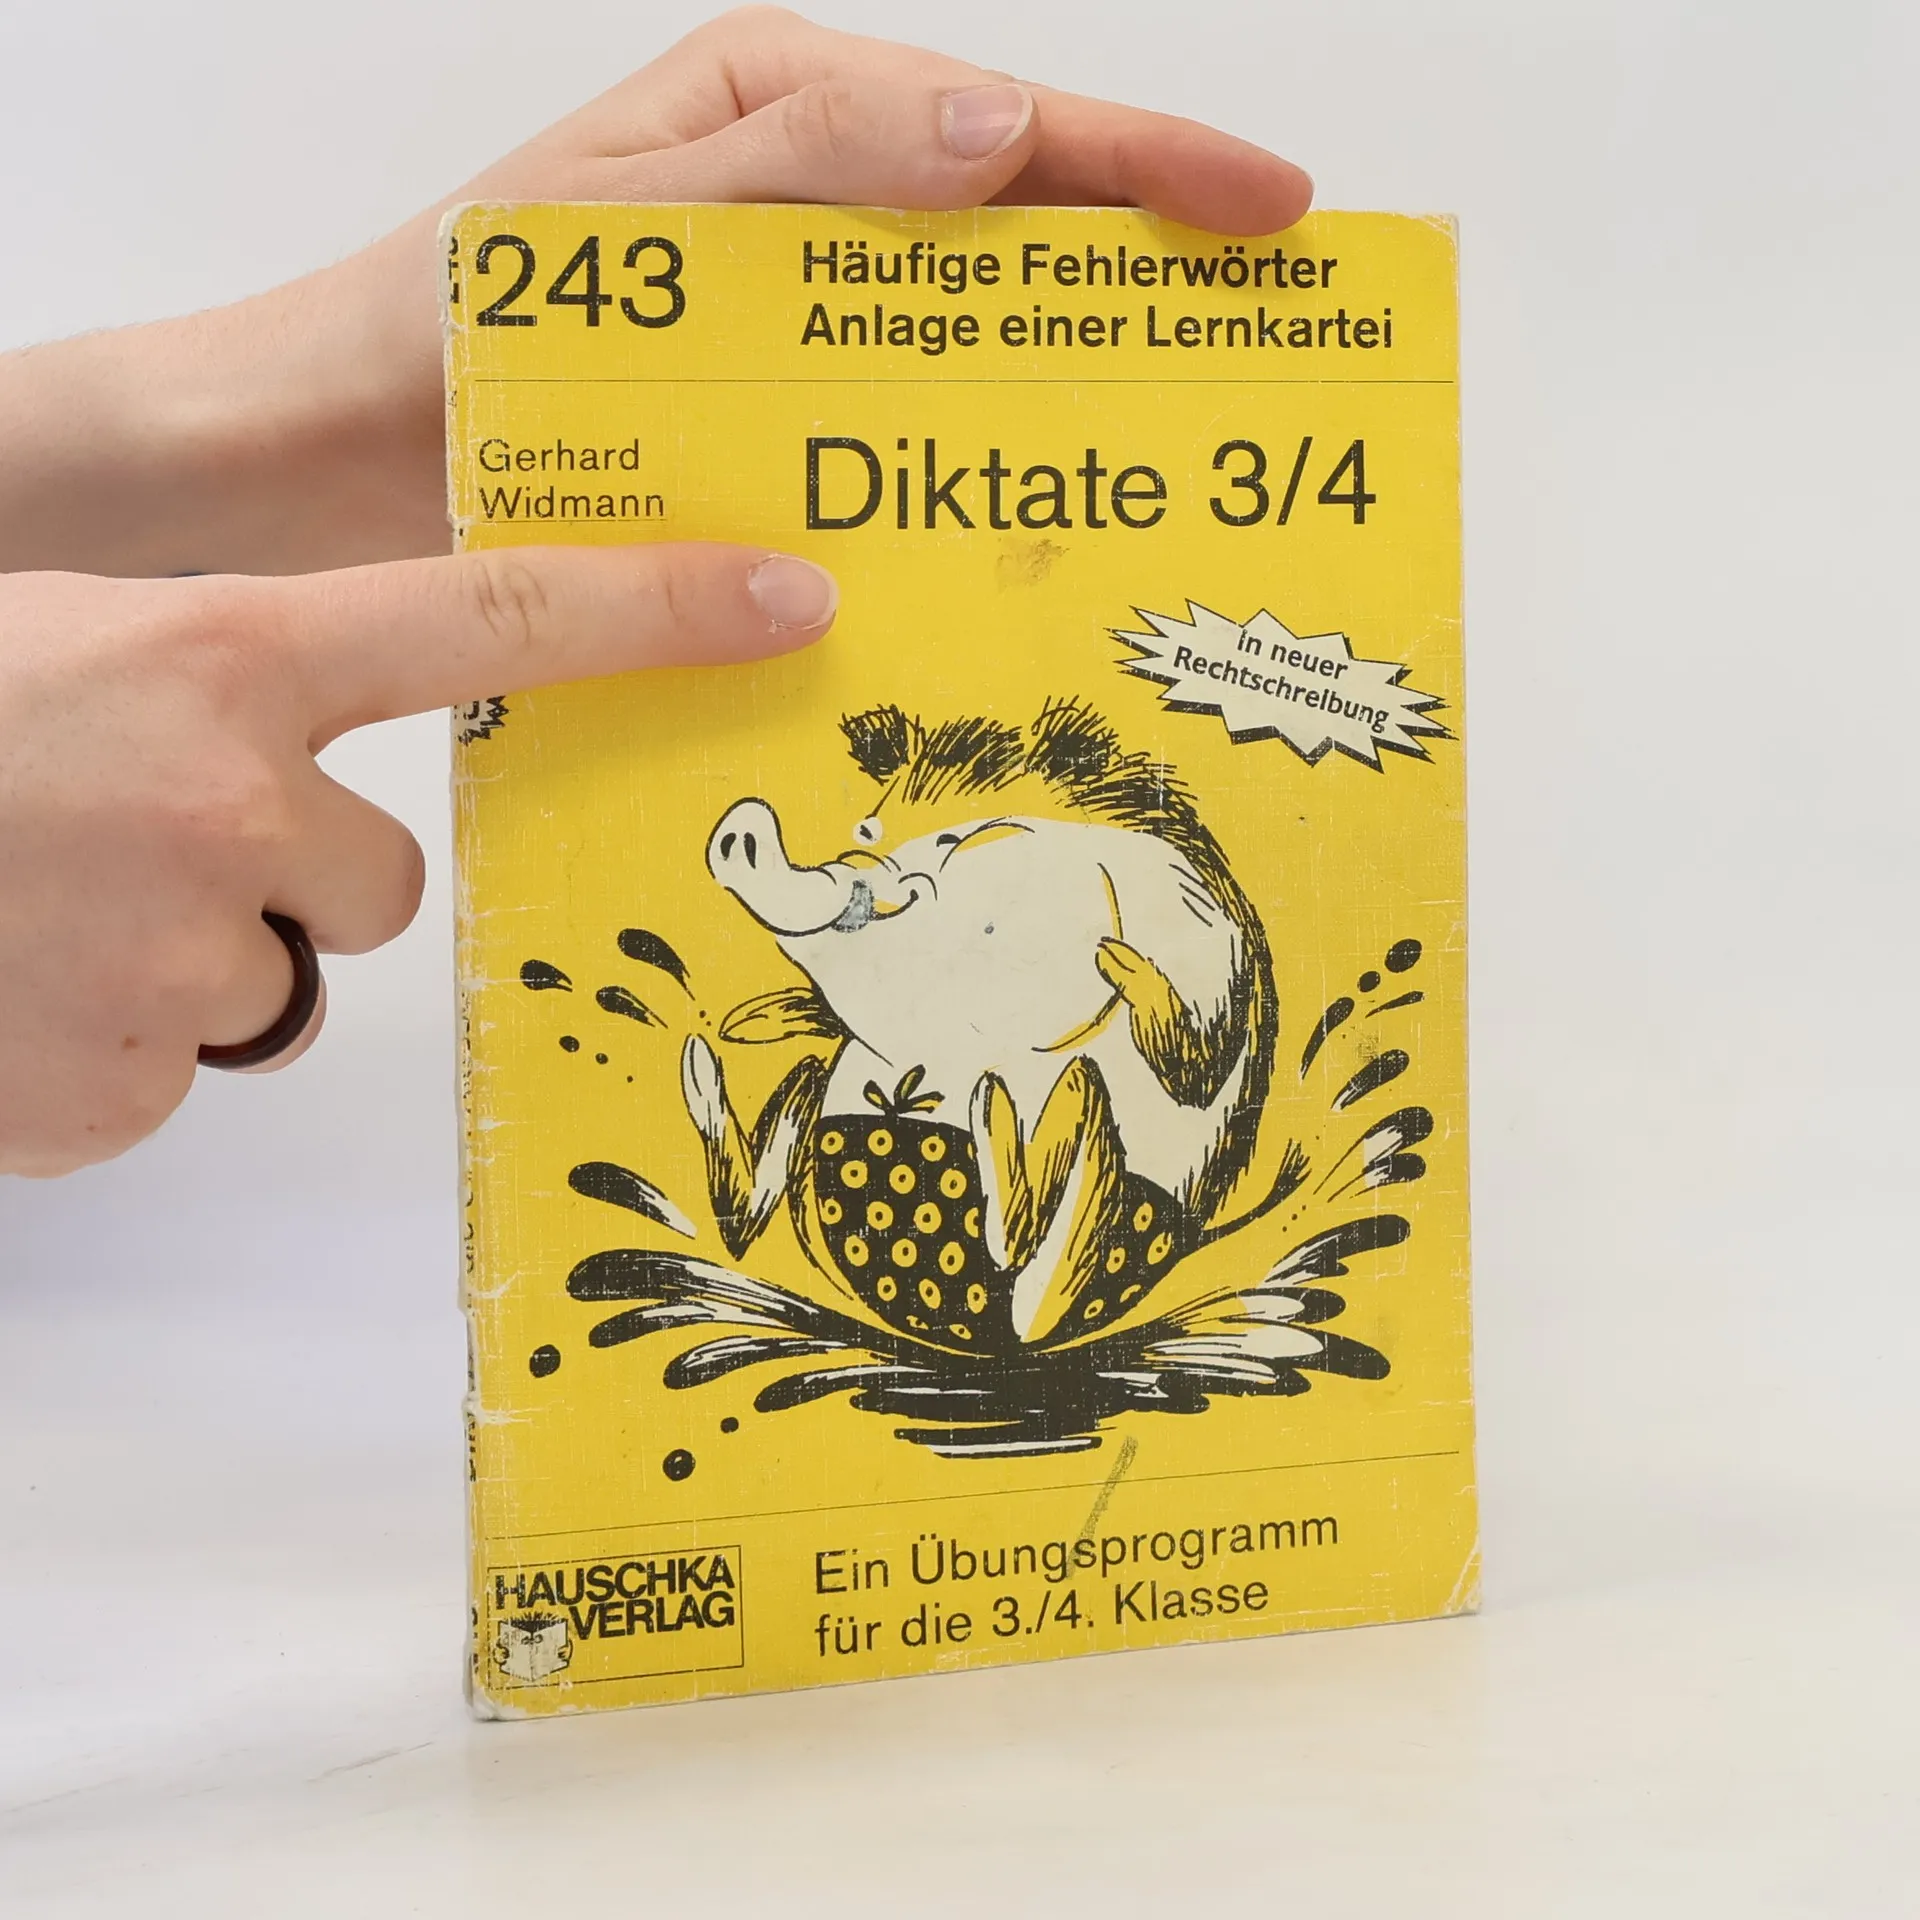 243
Häufige Fehlerwörter
Anlage einer Lernkartei
Gerhard
Widmann
Diktate 3/4
In neuer
Rechtschreibung
HAUSCHKA
VERLAG
Ein Übungsprogramm
für die 3./4. Klasse